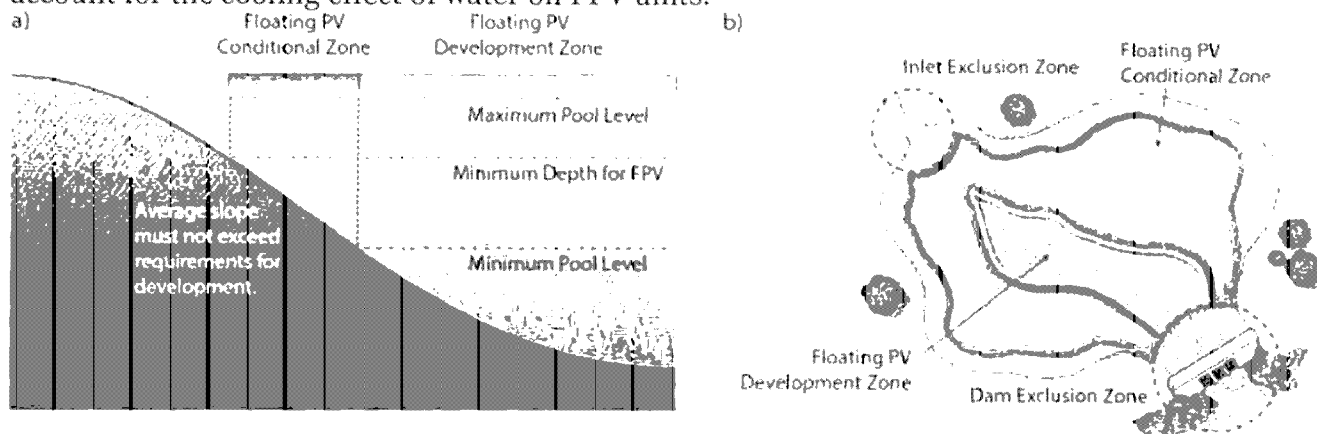 account for the cooling effect of water on FPV units.
a)
Floating PV
Conditional Zone
Floating PV
Development Zone
Maximum Pool Level
Minimum Depth for FPV
Minimum Pool Level
Average slope
must not exceed
requirements for
development.
b)
Inlet Exclusion Zone
Floating PV
Conditional Zone
Floating PV
Development Zone
Dam Exclusion Zone